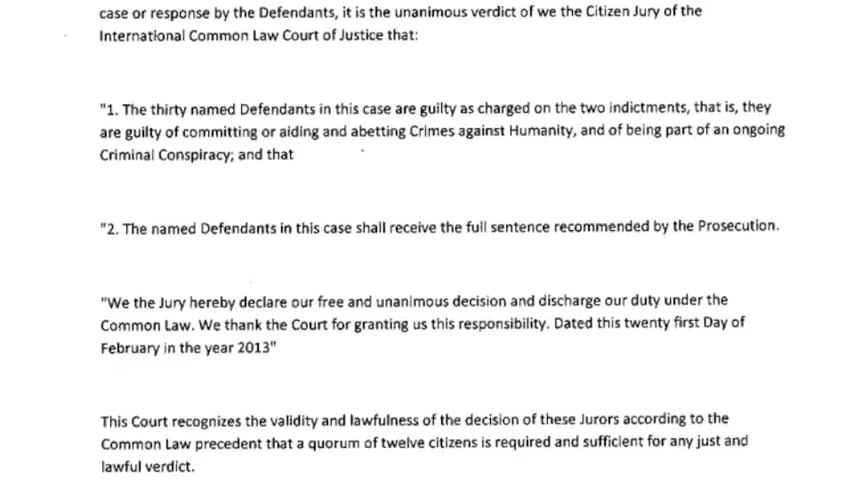 case or response by the Defendants, it is the unanimous verdict of we the Citizen Jury of the
International Common Law Court of Justice that:
"1. The thirty named Defendants in this case are guilty as charged on the two indictments, that is, they
are guilty of committing or aiding and abetting Crimes against Humanity, and of being part of an ongoing
Criminal Conspiracy; and that
"2. The named Defendants in this case shall receive the full sentence recommended by the Prosecution.
"We the Jury hereby declare our free and unanimous decision and discharge our duty under the
Common Law. We thank the Court for granting us this responsibility. Dated this twenty first Day of
February in the year 2013"
This Court recognizes the validity and lawfulness of the decision of these Jurors according to the
Common Law precedent that a quorum of twelve citizens is required and sufficient for any just and
lawful verdict.